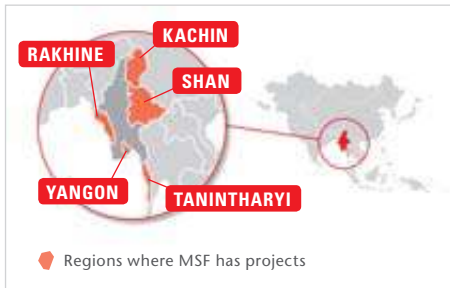 KACHIN
RAKHINE
SHAN
YANGON
TANINTHARYI
Regions where MSF has projects